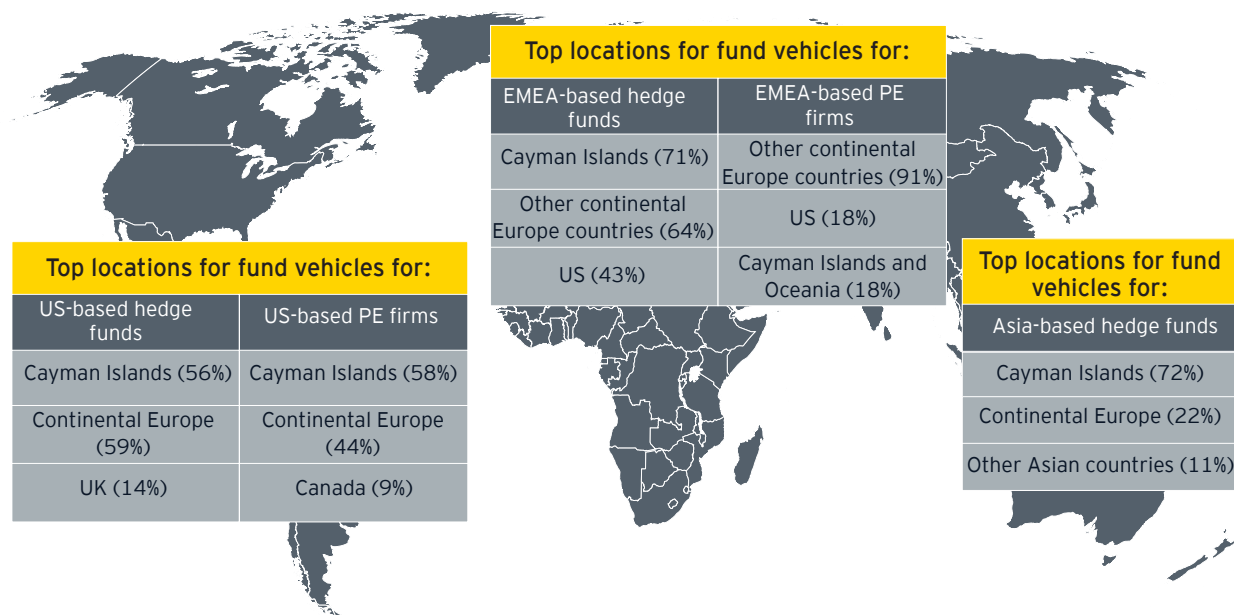 Top locations for fund vehicles for:
EMEA-based hedge
funds
EMEA-based PE
firms
Cayman Islands (71%)
Other continental
Europe countries (91%)
Other continental
Europe countries (64%)
US (18%)
US (43%)
Cayman Islands and
Oceania (18%)
Top locations for fund vehicles for:
US-based hedge
funds
US-based PE firms
Cayman Islands (56%)
Cayman Islands (58%)
Continental Europe
(59%)
Continental Europe
(44%)
UK (14%)
Canada (9%)
Top locations for fund
vehicles for:
Asia-based hedge funds
Cayman Islands (72%)
Continental Europe (22%)
Other Asian countries (11%)